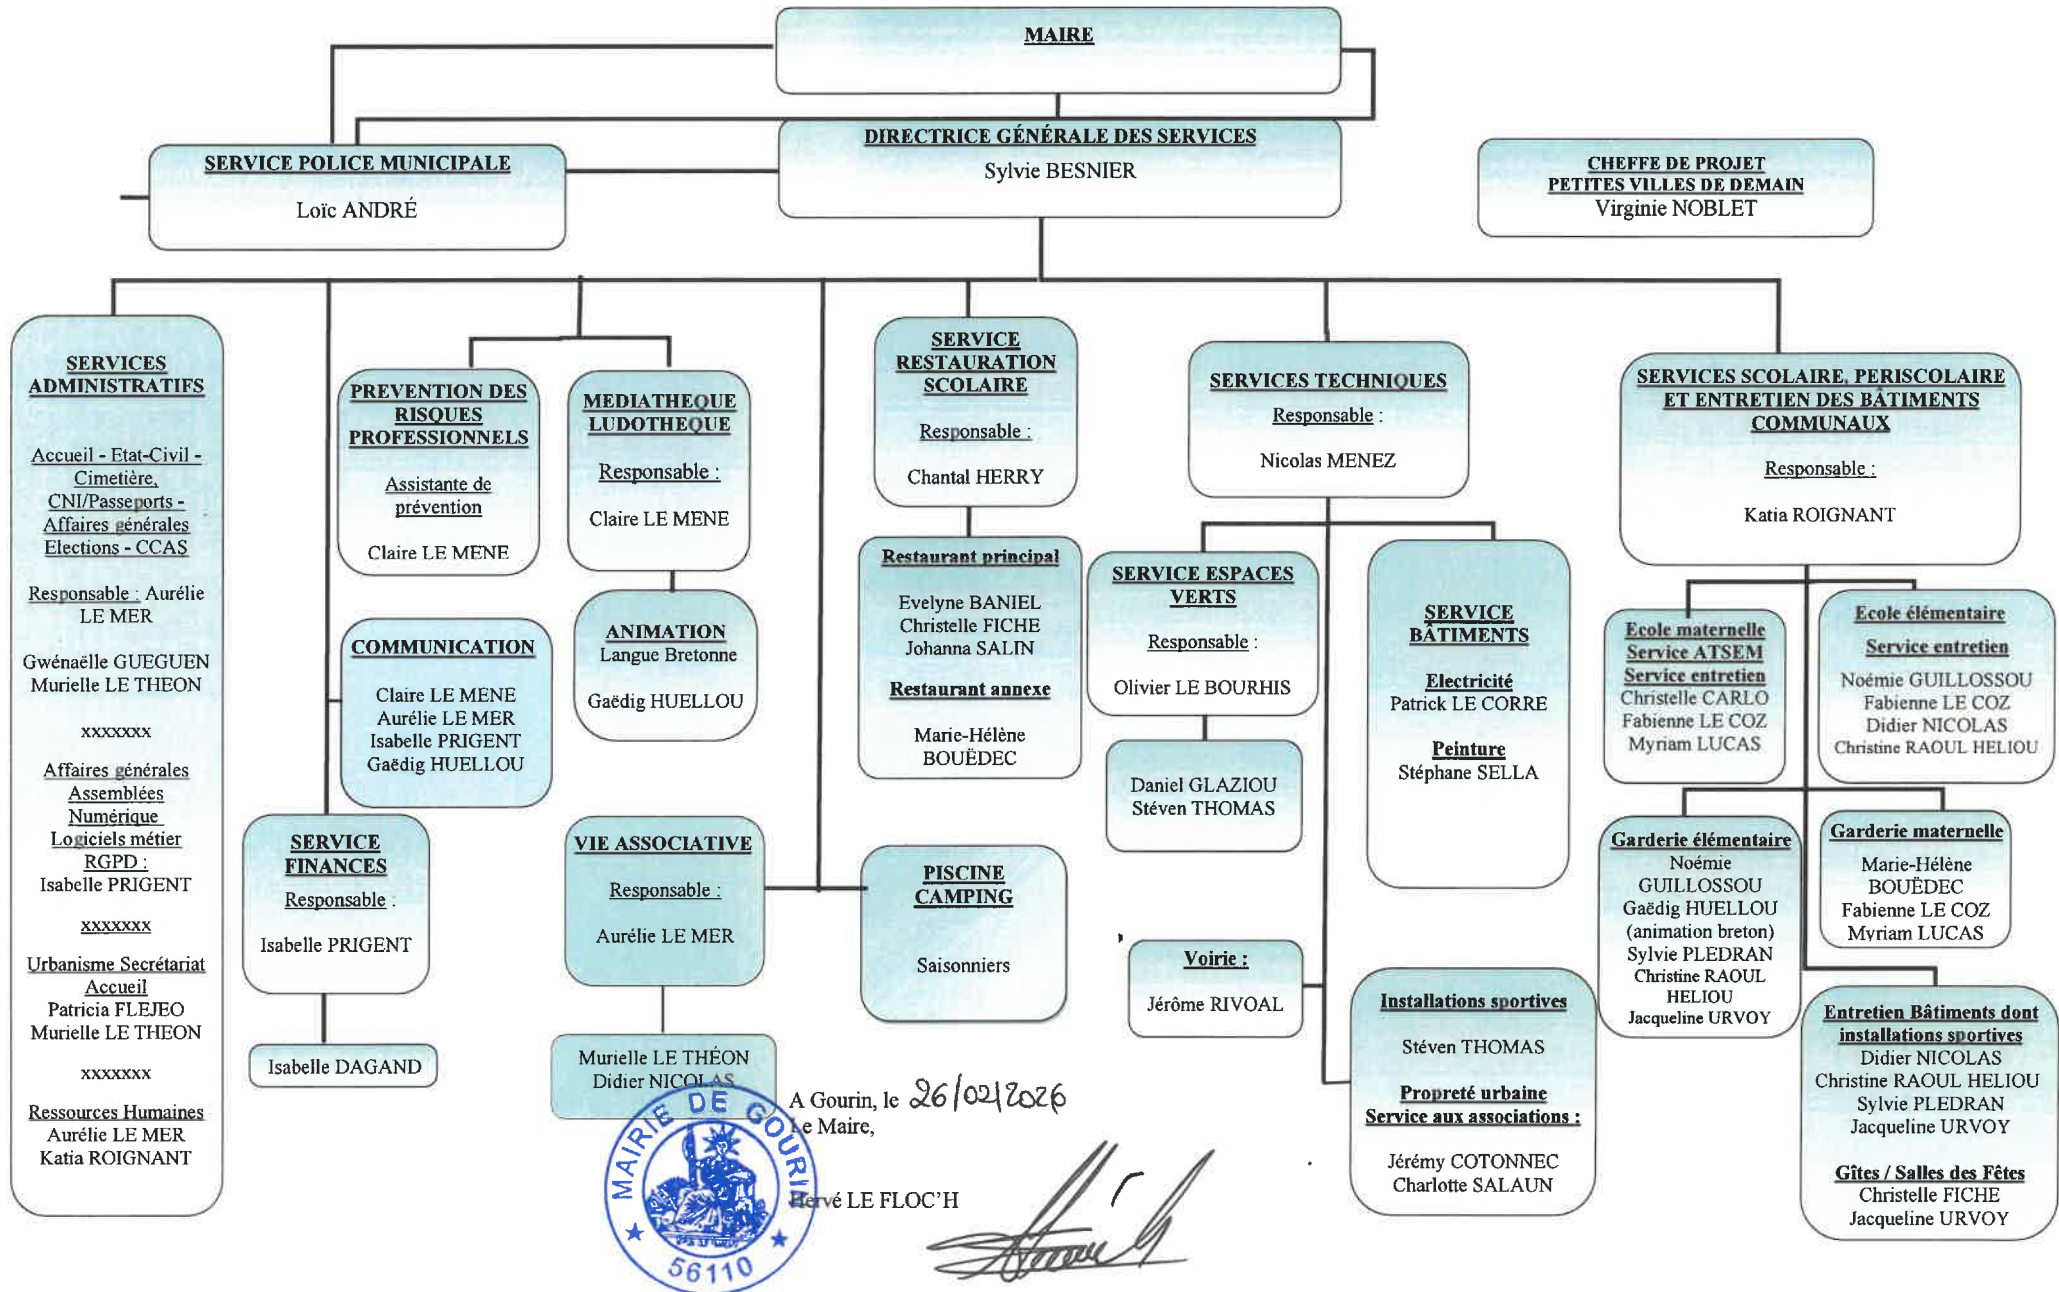 MAIRE
DIRECTRICE GÉNÉRALE DES SERVICES
Sylvie BESNIER
SERVICE POLICE MUNICIPALE
Loïc ANDRÉ
CHEFFE DE PROJET
PETITES VILLES DE DEMAIN
Virginie NOBLET
SERVICES
ADMINISTRATIFS
Accueil - Etat-Civil -
Cimetière,
CNI/Passeports -
Affaires générales
Elections - CCAS
Responsable : Aurélie
LE MER
Gwénaëlle GUEGUEN
Murielle LE THEON
xxxxxxx
Affaires générales
Assemblées
Numérique
Logiciels métier
RGPD :
Isabelle PRIGENT
xxxxxxx
Urbanisme Secrétariat
Accueil
Patricia FLEJEO
Murielle LE THEON
xxxxxxx
Ressources Humaines
Aurélie LE MER
Katia ROIGNANT
PREVENTION DES
RISQUES
PROFESSIONNELS
Assistante de
prévention
Claire LE MENE
COMMUNICATION
Claire LE MENE
Aurélie LE MER
Isabelle PRIGENT
Gaëdig HUELLOU
SERVICE
FINANCES
Responsable :
Isabelle PRIGENT
Isabelle DAGAND
MEDIATHEQUE
LUDOTHEQUE
Responsable :
Claire LE MENE
ANIMATION
Langue Bretonne
Gaëdig HUELLOU
VIE ASSOCIATIVE
Responsable :
Aurélie LE MER
Murielle LE THÉON
Didier NICOLAS
PISCINE
CAMPING
Saisonniers
SERVICE
RESTAURATION
SCOLAIRE
Responsable :
Chantal HERRY
Restaurant principal
Evelyne BANIEL
Christelle FICHE
Johanna SALIN
Restaurant annexe
Marie-Hélène
BOUËDEC
SERVICES TECHNIQUES
Responsable :
Nicolas MENEZ
SERVICE ESPACES
VERTS
Responsable :
Olivier LE BOURHIS
Daniel GLAZIOU
Stéven THOMAS
SERVICE
BÂTIMENTS
Electricité
Patrick LE CORRE
Peinture
Stéphane SELLA
Voirie :
Jérôme RIVOAL
Installations sportives
Stéven THOMAS
Propreté urbaine
Service aux associations :
Jérémy COTONNEC
Charlotte SALAUN
SERVICES SCOLAIRE, PERISCOLAIRE
ET ENTRETIEN DES BÂTIMENTS
COMMUNAUX
Responsable :
Katia ROIGNANT
Ecole maternelle
Service ATSEM
Service entretien
Christelle CARLO
Fabienne LE COZ
Myriam LUCAS
Ecole élémentaire
Service entretien
Noémie GUILLOSSOU
Fabienne LE COZ
Didier NICOLAS
Christine RAOUL HELIOU
Garderie élémentaire
Noémie
GUILLOSSOU
Gaëdig HUELLOU
(animation breton)
Sylvie PLEDRAN
Christine RAOUL
HELIOU
Jacqueline URVOY
Garderie maternelle
Marie-Hélène
BOUËDEC
Fabienne LE COZ
Myriam LUCAS
Entretien Bâtiments dont
installations sportives
Didier NICOLAS
Christine RAOUL HELIOU
Sylvie PLEDRAN
Jacqueline URVOY
Gîtes / Salles des Fêtes
Christelle FICHE
Jacqueline URVOY
A Gourin, le 26/02/2026
Le Maire,
Hervé LE FLOC'H
MAIRIE DE GOURIN
56110